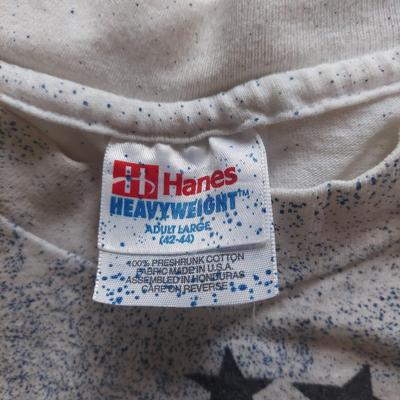 Hanes
HEAVYWEIGHT™
ADULT LARGE
(42-44)
100% PRESHRUNK COTTON
FABRIC MADE IN U.S.A.
ASSEMBLED IN HONDURAS
CARE ON REVERSE